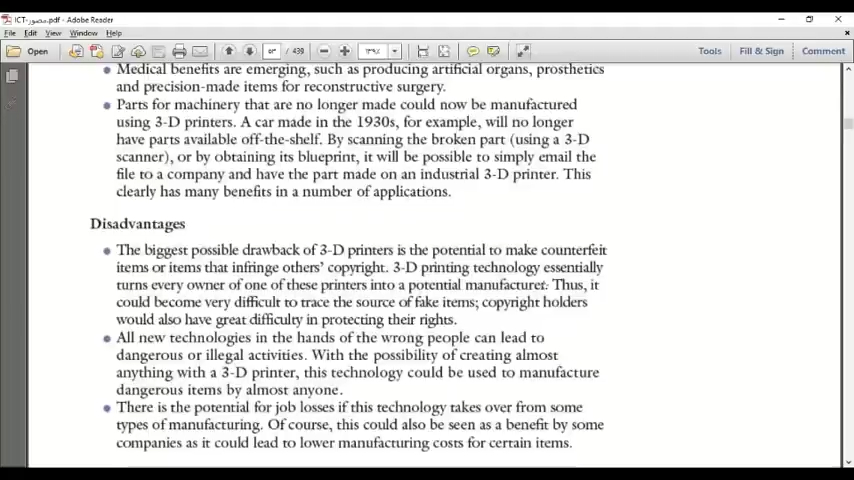 ICT-مصور.pdf - Adobe Reader
File Edit View Window Help
Open ٥٣ / 439 ١٣٩٪ Tools Fill & Sign Comment
Medical benefits are emerging, such as producing artificial organs, prosthetics
and precision-made items for reconstructive surgery.
Parts for machinery that are no longer made could now be manufactured
using 3-D printers. A car made in the 1930s, for example, will no longer
have parts available off-the-shelf. By scanning the broken part (using a 3-D
scanner), or by obtaining its blueprint, it will be possible to simply email the
file to a company and have the part made on an industrial 3-D printer. This
clearly has many benefits in a number of applications.
Disadvantages
The biggest possible drawback of 3-D printers is the potential to make counterfeit
items or items that infringe others' copyright. 3-D printing technology essentially
turns every owner of one of these printers into a potential manufacturer. Thus, it
could become very difficult to trace the source of fake items; copyright holders
would also have great difficulty in protecting their rights.
All new technologies in the hands of the wrong people can lead to
dangerous or illegal activities. With the possibility of creating almost
anything with a 3-D printer, this technology could be used to manufacture
dangerous items by almost anyone.
There is the potential for job losses if this technology takes over from some
types of manufacturing. Of course, this could also be seen as a benefit by some
companies as it could lead to lower manufacturing costs for certain items.